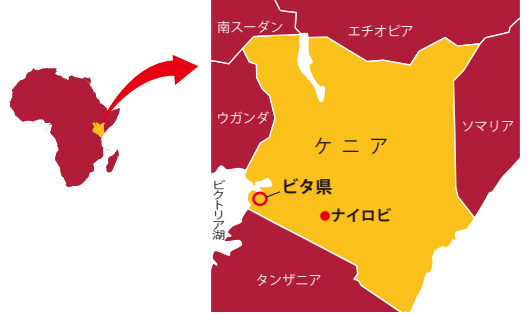 南スーダン
エチオピア
ウガンダ
ソマリア
ケニア
ビクトリア湖
ビタ県
ナイロビ
タンザニア